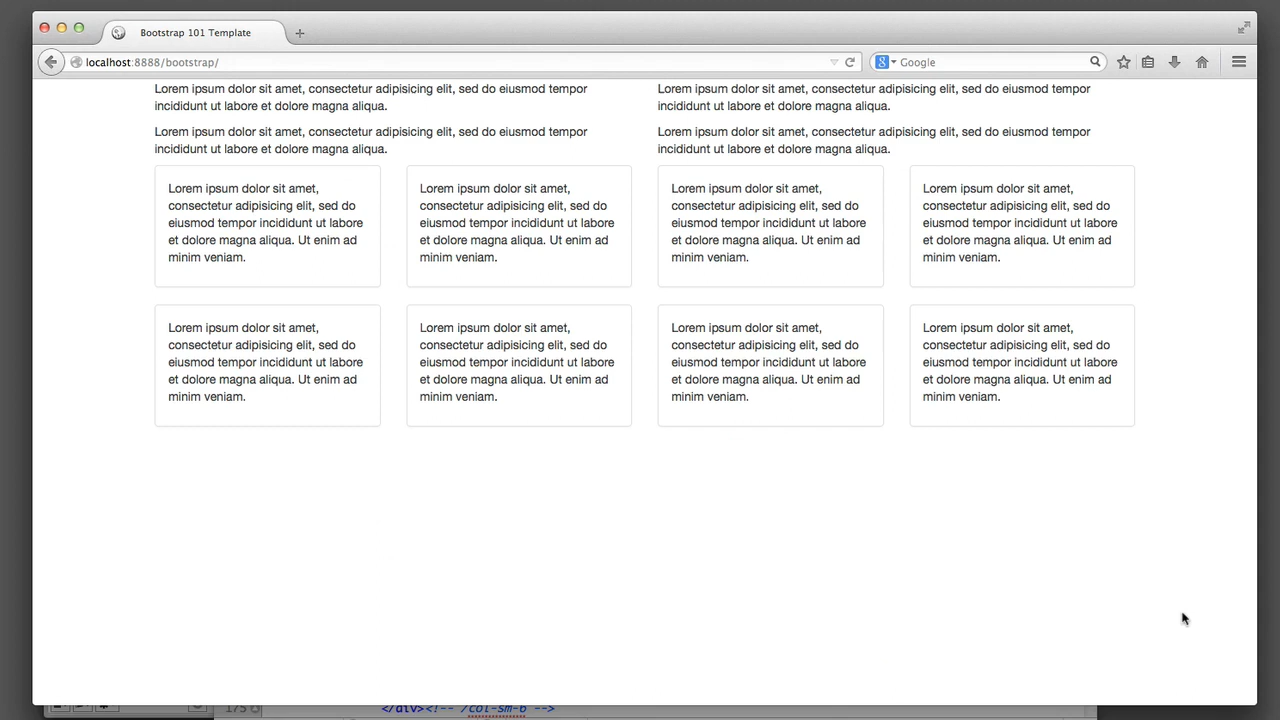 Bootstrap 101 Template
localhost:8888/bootstrap/
Google
Lorem ipsum dolor sit amet, consectetur adipisicing elit, sed do eiusmod tempor
incididunt ut labore et dolore magna aliqua.
Lorem ipsum dolor sit amet, consectetur adipisicing elit, sed do eiusmod tempor
incididunt ut labore et dolore magna aliqua.
Lorem ipsum dolor sit amet, consectetur adipisicing elit, sed do eiusmod tempor
incididunt ut labore et dolore magna aliqua.
Lorem ipsum dolor sit amet, consectetur adipisicing elit, sed do eiusmod tempor
incididunt ut labore et dolore magna aliqua.
Lorem ipsum dolor sit amet,
consectetur adipisicing elit, sed do
eiusmod tempor incididunt ut labore
et dolore magna aliqua. Ut enim ad
minim veniam.
Lorem ipsum dolor sit amet,
consectetur adipisicing elit, sed do
eiusmod tempor incididunt ut labore
et dolore magna aliqua. Ut enim ad
minim veniam.
Lorem ipsum dolor sit amet,
consectetur adipisicing elit, sed do
eiusmod tempor incididunt ut labore
et dolore magna aliqua. Ut enim ad
minim veniam.
Lorem ipsum dolor sit amet,
consectetur adipisicing elit, sed do
eiusmod tempor incididunt ut labore
et dolore magna aliqua. Ut enim ad
minim veniam.
Lorem ipsum dolor sit amet,
consectetur adipisicing elit, sed do
eiusmod tempor incididunt ut labore
et dolore magna aliqua. Ut enim ad
minim veniam.
Lorem ipsum dolor sit amet,
consectetur adipisicing elit, sed do
eiusmod tempor incididunt ut labore
et dolore magna aliqua. Ut enim ad
minim veniam.
Lorem ipsum dolor sit amet,
consectetur adipisicing elit, sed do
eiusmod tempor incididunt ut labore
et dolore magna aliqua. Ut enim ad
minim veniam.
Lorem ipsum dolor sit amet,
consectetur adipisicing elit, sed do
eiusmod tempor incididunt ut labore
et dolore magna aliqua. Ut enim ad
minim veniam.
175 </div><!-- /col-sm-6 -->